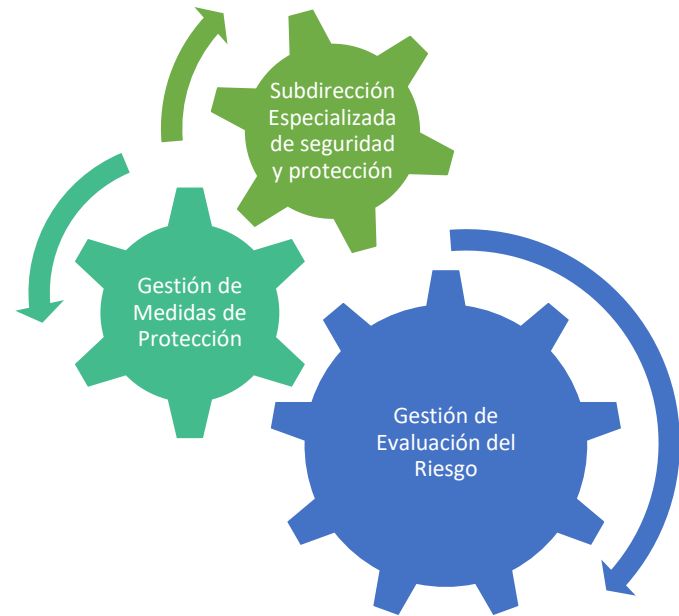 Subdirección
Especializada
de seguridad
y protección
Gestión de
Medidas de
Protección
Gestión de
Evaluación del
Riesgo